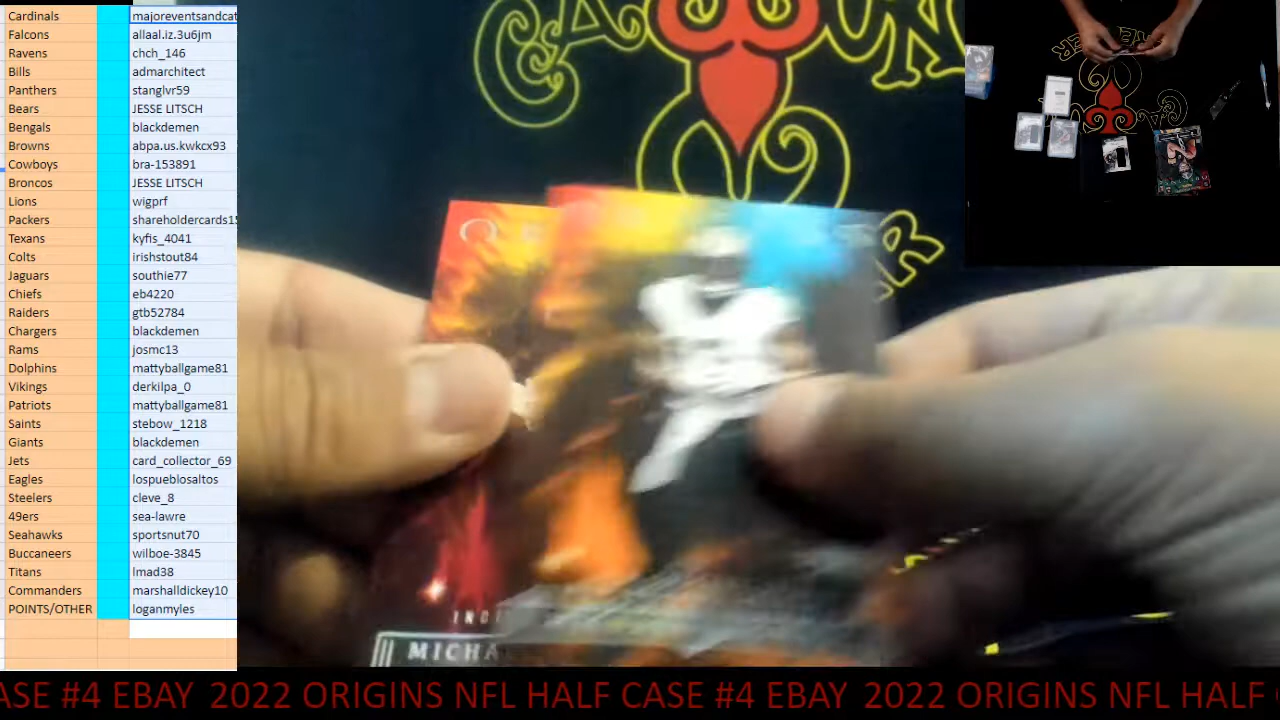 Cardinals majoreventsandcat
Falcons allaal.iz.3u6jm
Ravens chch_146
Bills admarchitect
Panthers stanglvr59
Bears JESSE LITSCH
Bengals blackdemen
Browns abpa.us.kwkcx93
Cowboys bra-153891
Broncos JESSE LITSCH
Lions wigprf
Packers shareholdercards15
Texans kyfis_4041
Colts irishstout84
Jaguars southie77
Chiefs eb4220
Raiders gtb52784
Chargers blackdemen
Rams josmc13
Dolphins mattyballgame81
Vikings derkilpa_0
Patriots mattyballgame81
Saints stebow_1218
Giants blackdemen
Jets card_collector_69
Eagles lospueblosaltos
Steelers cleve_8
49ers sea-lawre
Seahawks sportsnut70
Buccaneers wilboe-3845
Titans lmad38
Commanders marshalldickey10
POINTS/OTHER loganmyles
MICHA
ASE #4 EBAY 2022 ORIGINS NFL HALF CASE #4 EBAY 2022 ORIGINS NFL HALF